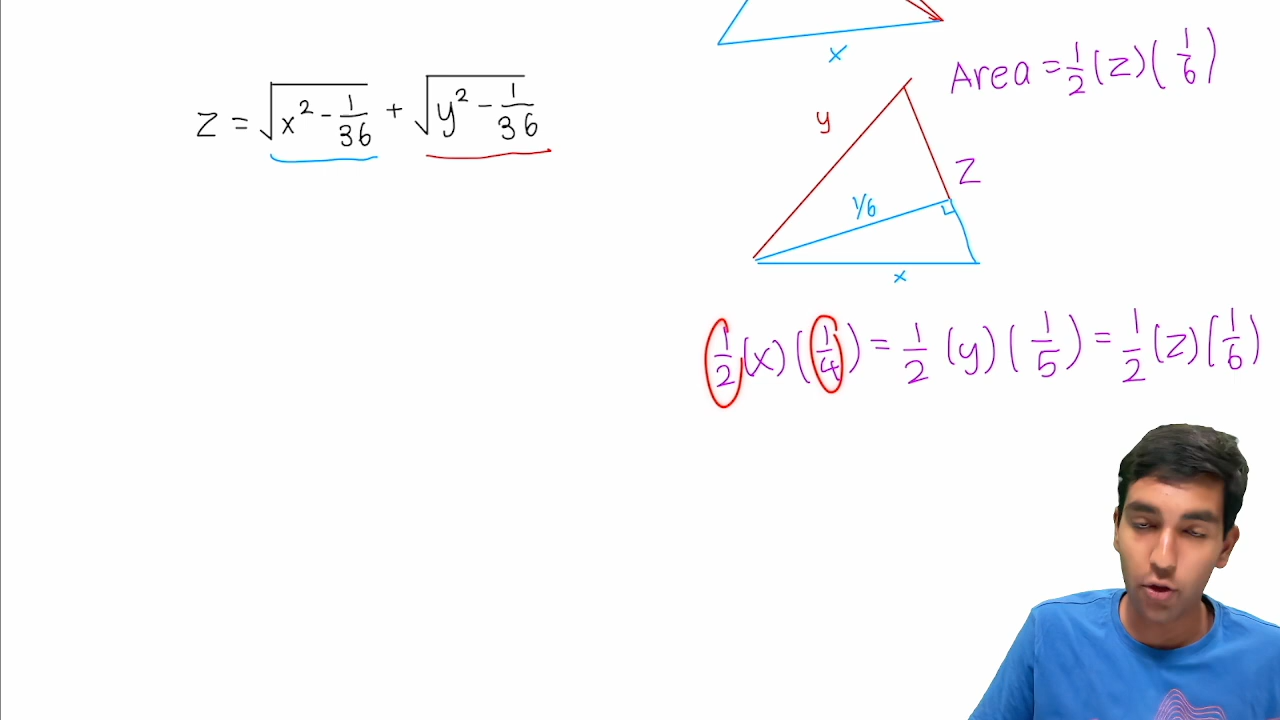 x
Area = 1/2 (z)(1/6)
z = √(x² - 1/36) + √(y² - 1/36)
y
z
1/6
x
1/2 (x)(1/4) = 1/2 (y)(1/5) = 1/2 (z)(1/6)